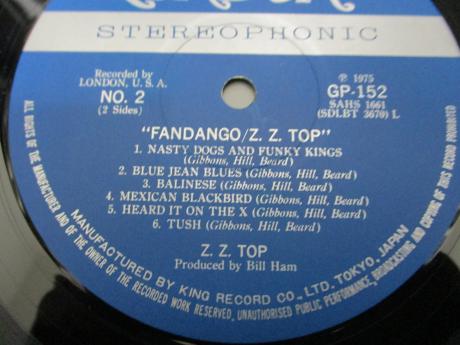 STEREOPHONIC
Recorded by
LONDON, U. S. A.
NO. 2
(2 Sides)
℗ 1975
GP-152
SAHS 1661
(SDLBT 3670) L
"FANDANGO/Z. Z. TOP"
1. NASTY DOGS AND FUNKY KINGS
(Gibbons, Hill, Beard)
2. BLUE JEAN BLUES (Gibbons, Hill, Beard)
3. BALINESE (Gibbons, Hill, Beard)
4. MEXICAN BLACKBIRD (Gibbons, Hill, Beard)
5. HEARD IT ON THE X (Gibbons, Hill, Beard)
6. TUSH (Gibbons, Hill, Beard)
Z. Z. TOP
Produced by Bill Ham
MANUFACTURED BY KING RECORD CO., LTD. TOKYO, JAPAN
ALL RIGHTS OF THE MANUFACTURER AND OF THE OWNER OF THE RECORDED WORK RESERVED. UNAUTHORISED PUBLIC PERFORMANCE, BROADCASTING AND COPYING OF THIS RECORD PROHIBITED